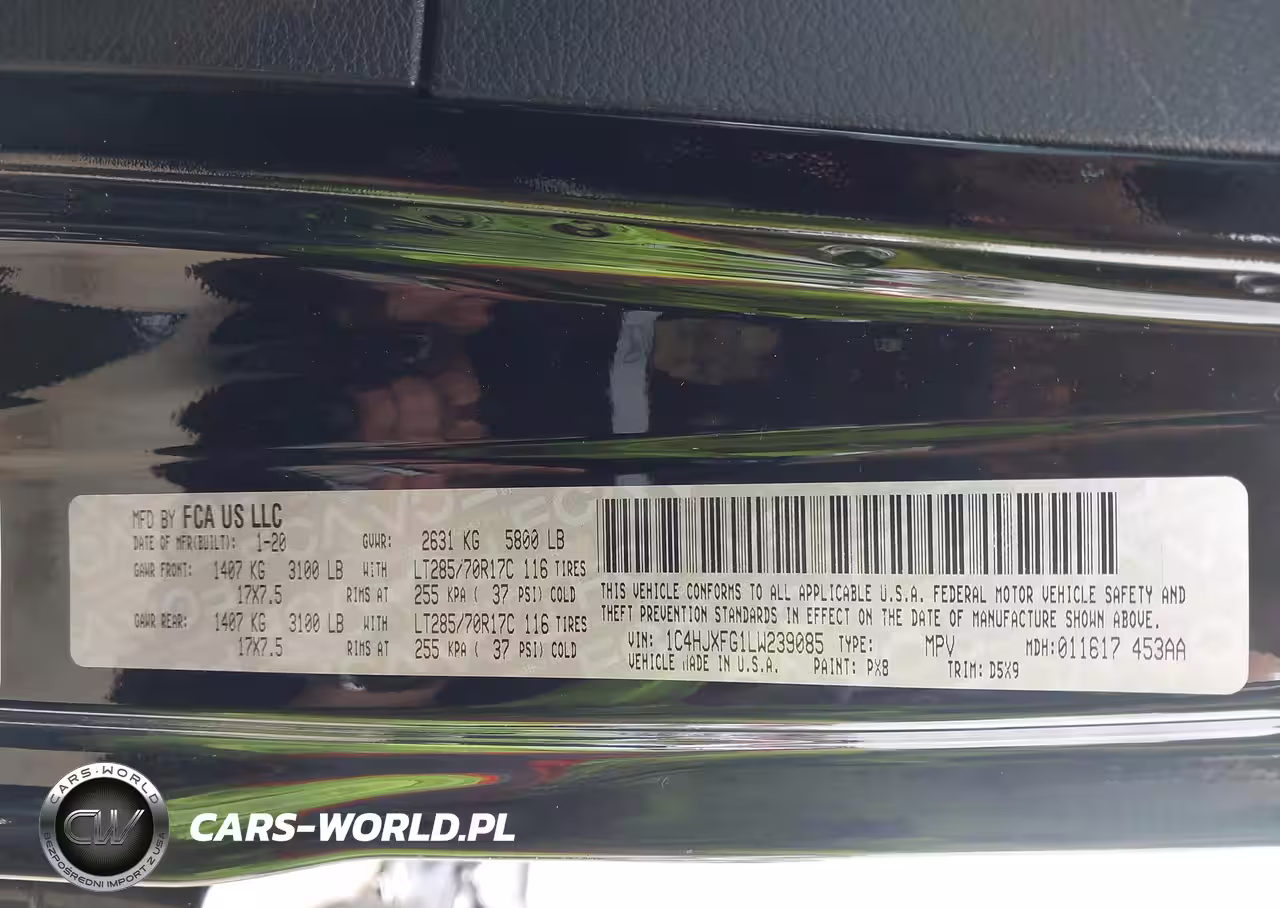 MFD BY FCA US LLC
DATE OF MFR(BUILT): 1-20 GVWR: 2631 KG 5800 LB
GAWR FRONT: 1407 KG 3100 LB WITH LT285/70R17C 116 TIRES
17X7.5 RIMS AT 255 KPA ( 37 PSI) COLD
GAWR REAR: 1407 KG 3100 LB WITH LT285/70R17C 116 TIRES
17X7.5 RIMS AT 255 KPA ( 37 PSI) COLD
THIS VEHICLE CONFORMS TO ALL APPLICABLE U.S.A. FEDERAL MOTOR VEHICLE SAFETY AND
THEFT PREVENTION STANDARDS IN EFFECT ON THE DATE OF MANUFACTURE SHOWN ABOVE.
VIN: 1C4HJXFG1LW239085 TYPE: MPV MDH:011617 453AA
VEHICLE MADE IN U.S.A. PAINT: PX8 TRIM: D5X9
CARS-WORLD
CW
BEZPOŚREDNI IMPORT Z USA
CARS-WORLD.PL